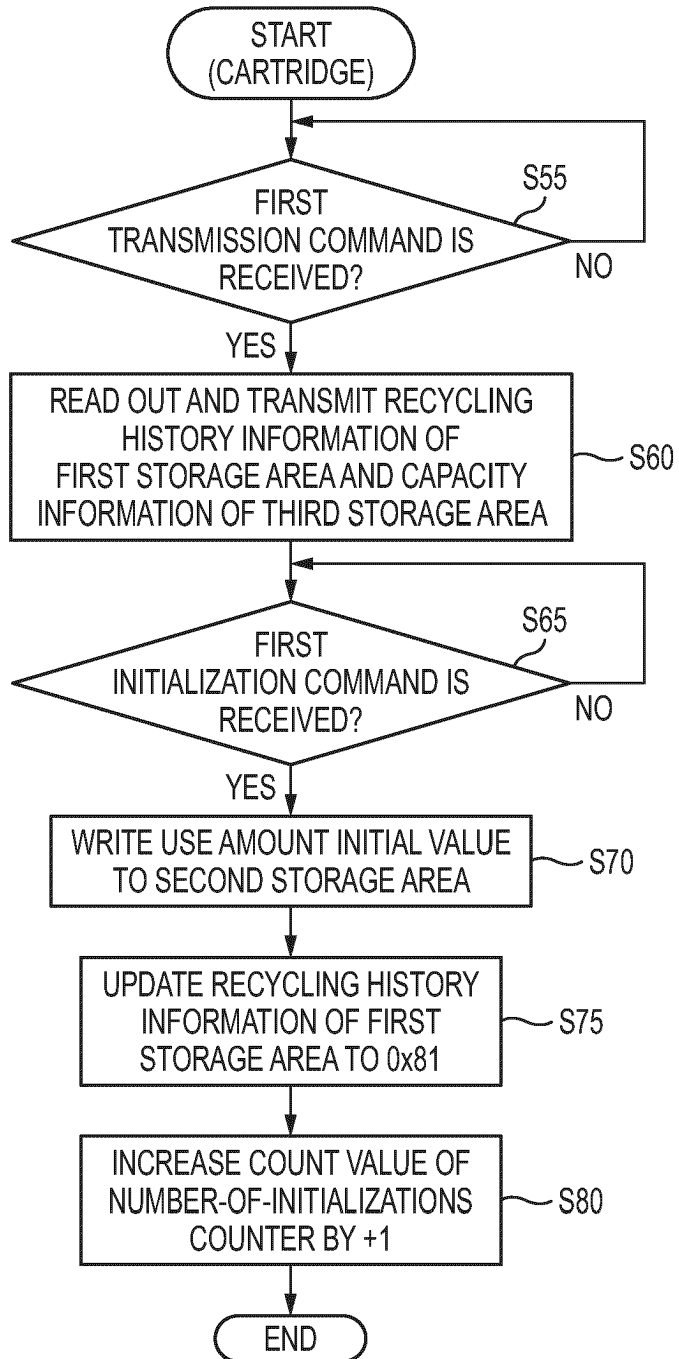 START
(CARTRIDGE)
S55
FIRST
TRANSMISSION COMMAND IS
RECEIVED?
NO
YES
READ OUT AND TRANSMIT RECYCLING
HISTORY INFORMATION OF
FIRST STORAGE AREA AND CAPACITY
INFORMATION OF THIRD STORAGE AREA
S60
S65
FIRST
INITIALIZATION COMMAND IS
RECEIVED?
NO
YES
WRITE USE AMOUNT INITIAL VALUE
TO SECOND STORAGE AREA
S70
UPDATE RECYCLING HISTORY
INFORMATION OF FIRST
STORAGE AREA TO 0x81
S75
INCREASE COUNT VALUE OF
NUMBER-OF-INITIALIZATIONS
COUNTER BY +1
S80
END